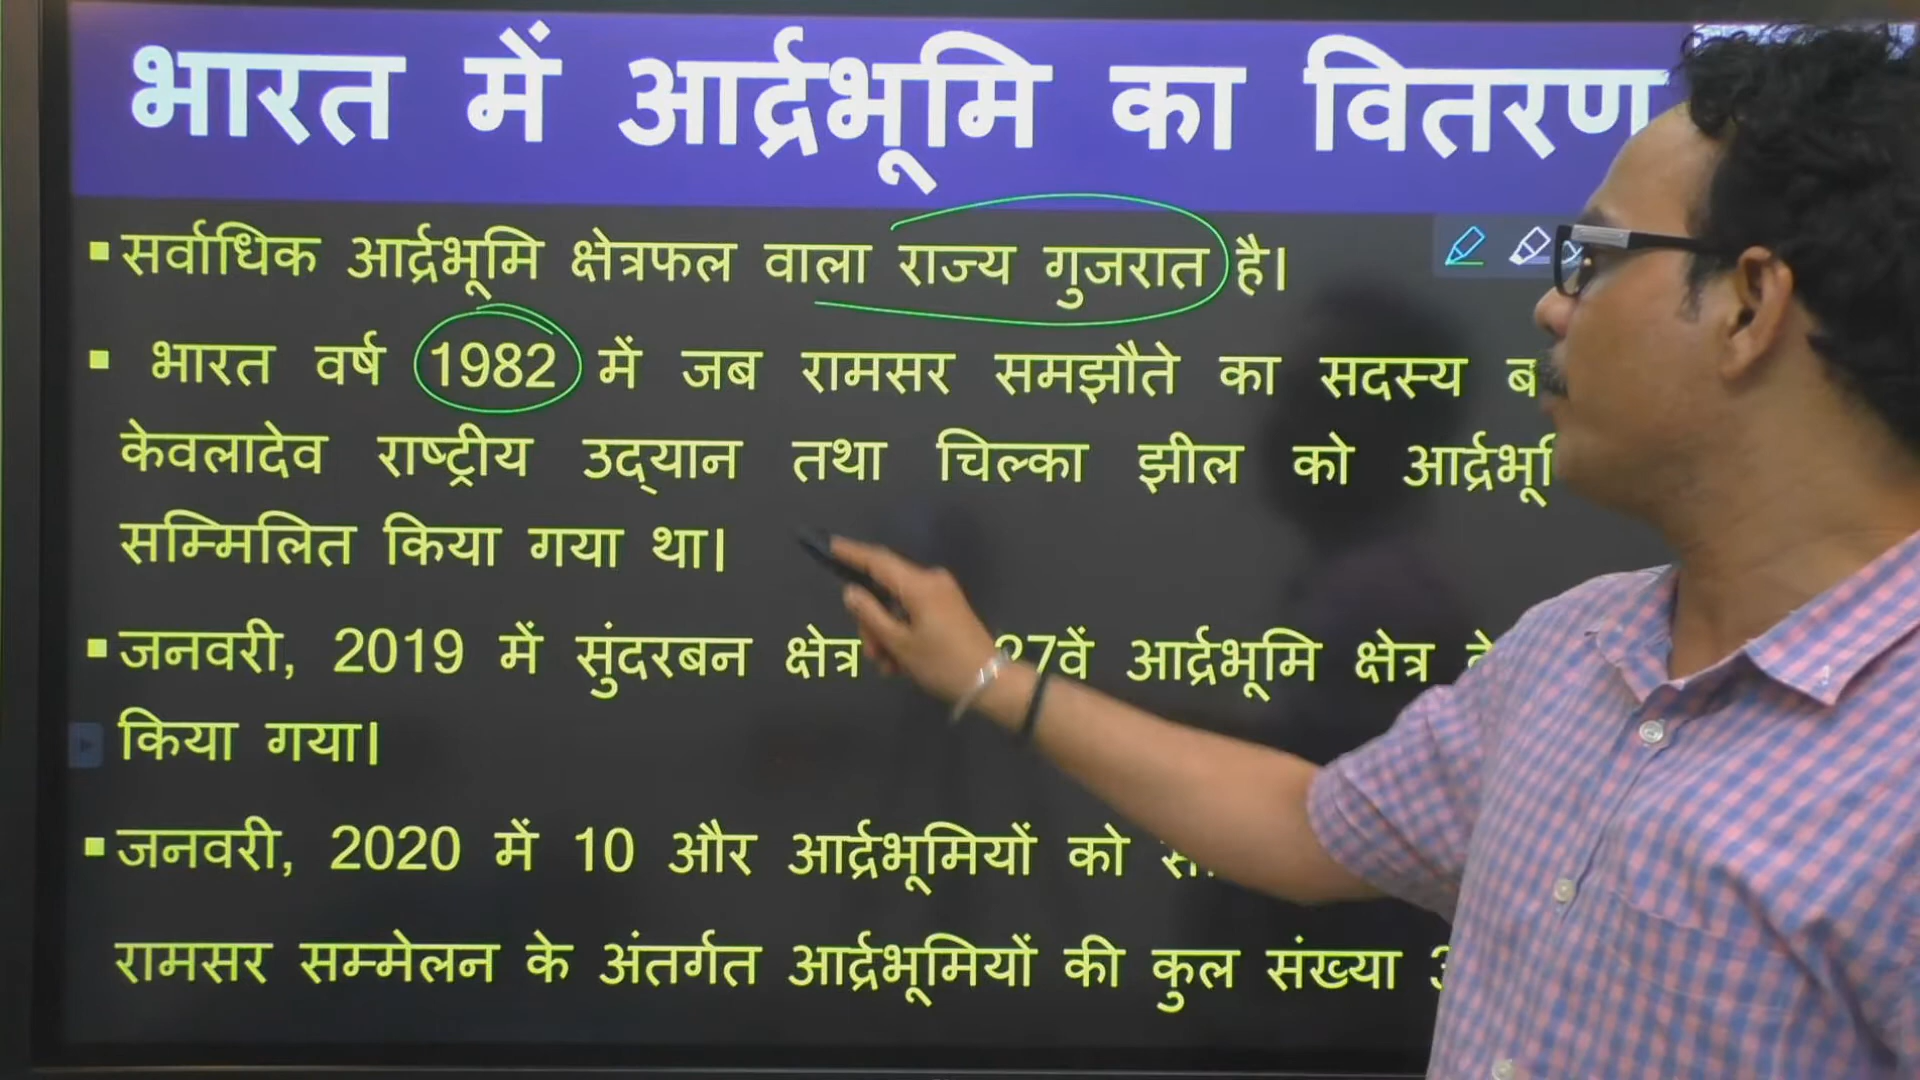 भारत में आर्द्रभूमि का वितरण
▪सर्वाधिक आर्द्रभूमि क्षेत्रफल वाला राज्य गुजरात है।
▪ भारत वर्ष 1982 में जब रामसर समझौते का सदस्य
केवलादेव राष्ट्रीय उद्यान तथा चिल्का झील को
सम्मिलित किया गया था।
▪जनवरी, 2019 में सुंदरबन क्षेत्र आर्द्रभूमि क्षेत्र
किया गया।
▪जनवरी, 2020 में 10 और आर्द्रभूमियों को
रामसर सम्मेलन के अंतर्गत आर्द्रभूमियों की कुल संख्या